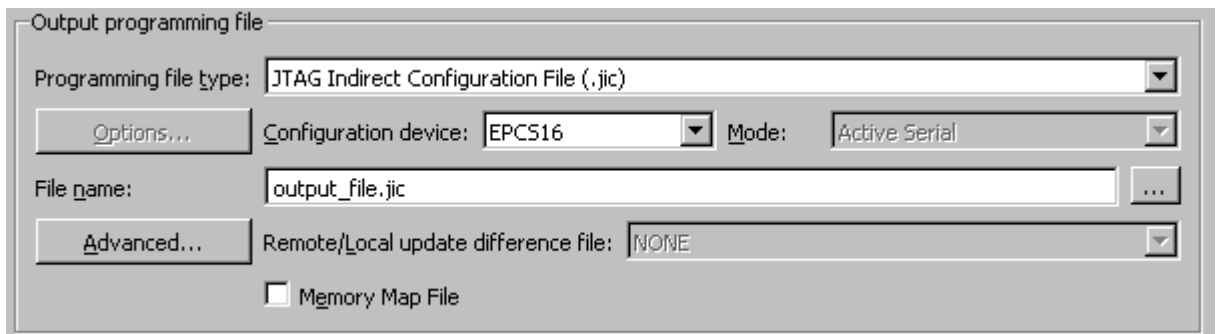 Output programming file
Programming file type: JTAG Indirect Configuration File (.jic)
Options... Configuration device: EPCS16 Mode: Active Serial
File name: output_file.jic ...
Advanced... Remote/Local update difference file: NONE
Memory Map File